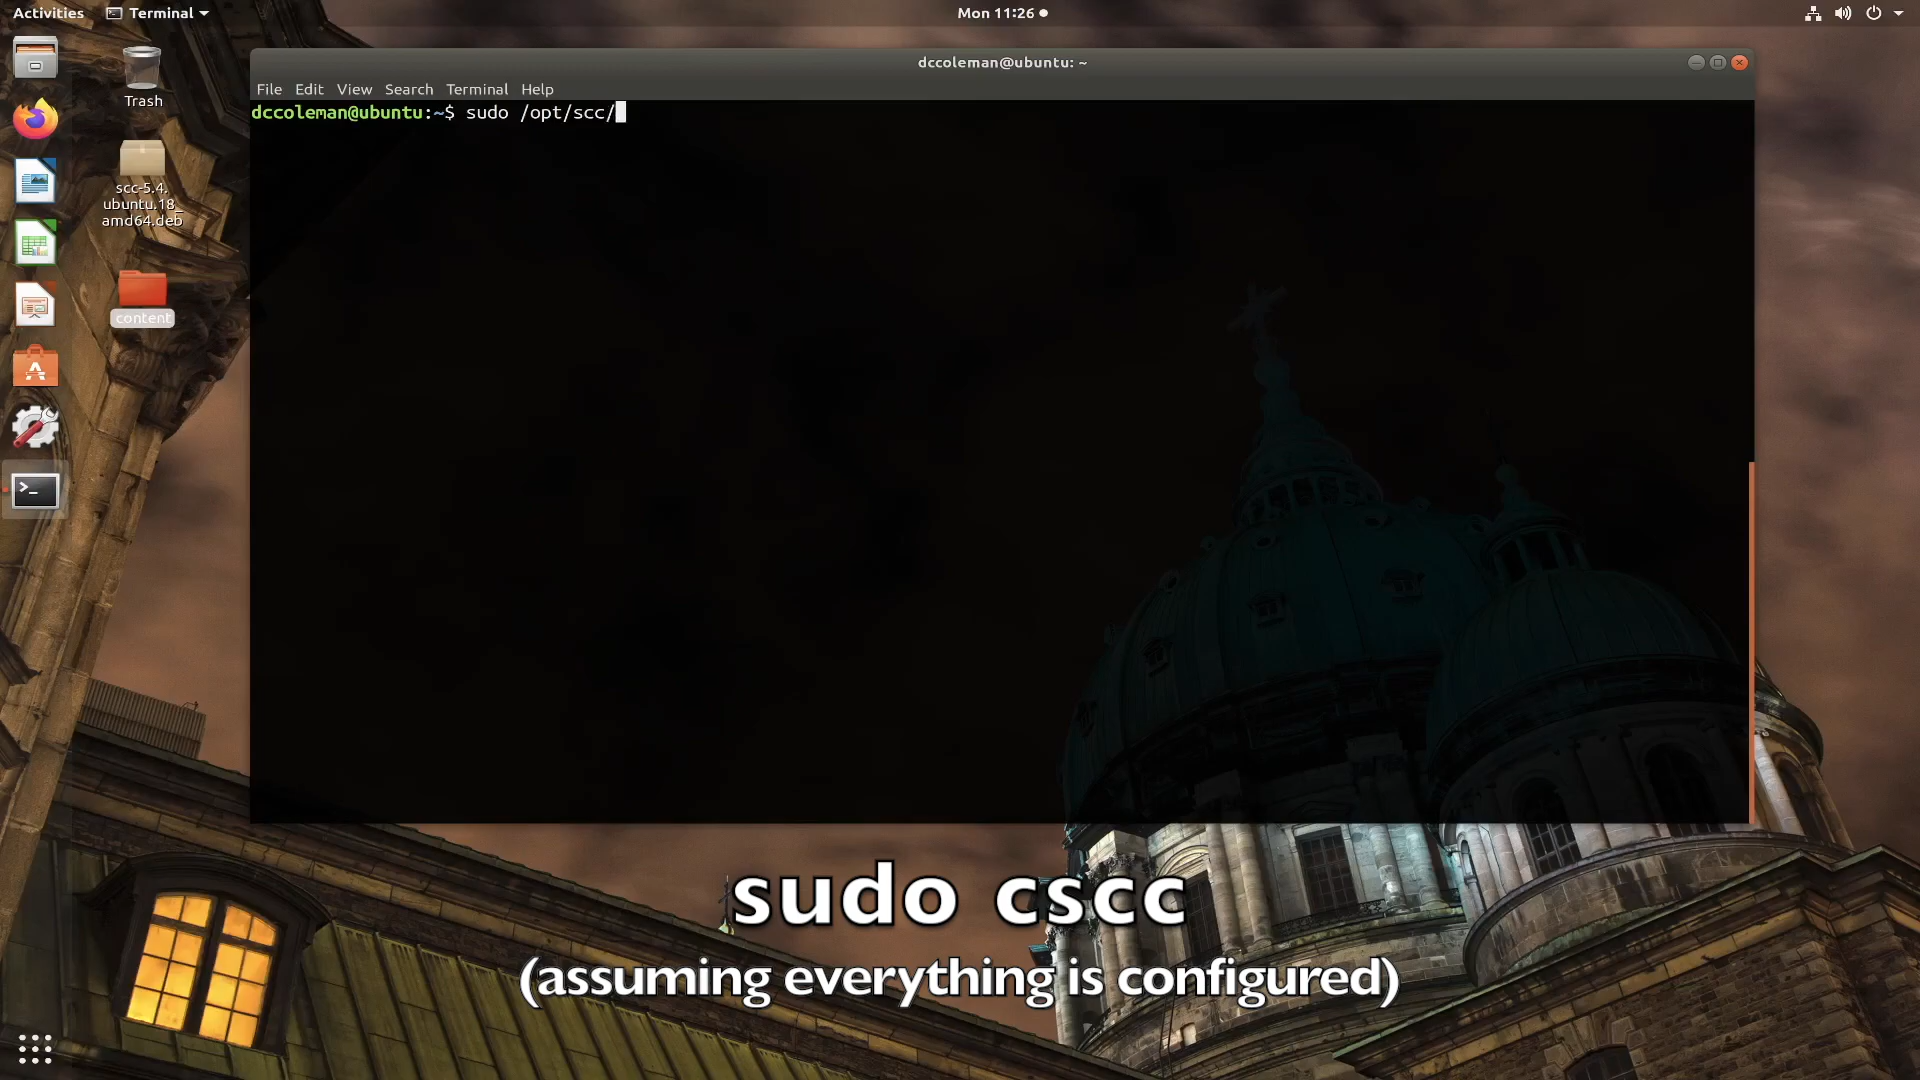 Activities
Terminal
Mon 11:26
Trash
scc-5.4.
ubuntu.18_
amd64.deb
content
dccoleman@ubuntu: ~
File Edit View Search Terminal Help
dccoleman@ubuntu:~$ sudo /opt/scc/
sudo cscc
(assuming everything is configured)